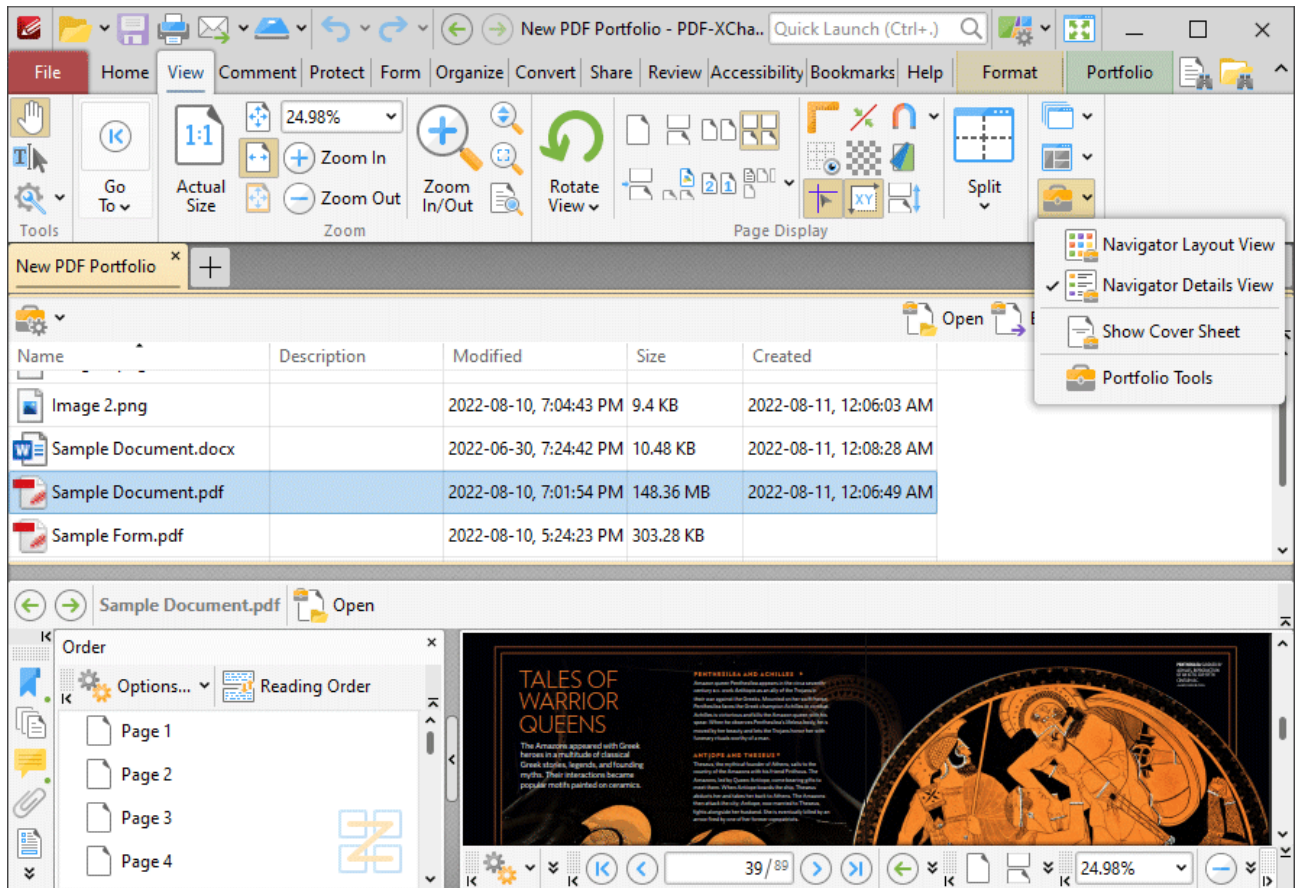 New PDF Portfolio - PDF-XCha.. Quick Launch (Ctrl+.)
File Home View Comment Protect Form Organize Convert Share Review Accessibility Bookmarks Help Format Portfolio
Go To
1:1
Actual Size
24.98%
Zoom In
Zoom Out
Zoom In/Out
Rotate View
2 1
XY
Split
Tools Zoom Page Display
Navigator Layout View
Navigator Details View
Show Cover Sheet
Portfolio Tools
New PDF Portfolio
Open
Name Description Modified Size Created
Image 2.png 2022-08-10, 7:04:43 PM 9.4 KB 2022-08-11, 12:06:03 AM
Sample Document.docx 2022-06-30, 7:24:42 PM 10.48 KB 2022-08-11, 12:08:28 AM
Sample Document.pdf 2022-08-10, 7:01:54 PM 148.36 MB 2022-08-11, 12:06:49 AM
Sample Form.pdf 2022-08-10, 5:24:23 PM 303.28 KB
Sample Document.pdf Open
Order
Options... Reading Order
Page 1
Page 2
Page 3
Page 4
TALES OF
WARRIOR
QUEENS
The Amazons appeared with Greek
heroes in a multitude of classical
Greek stories, legends, and founding
myths. Their interactions became
popular motifs painted on ceramics.
PENTHESILEA AND ACHILLES
ANTIOPE AND THESEUS
39/89 24.98%